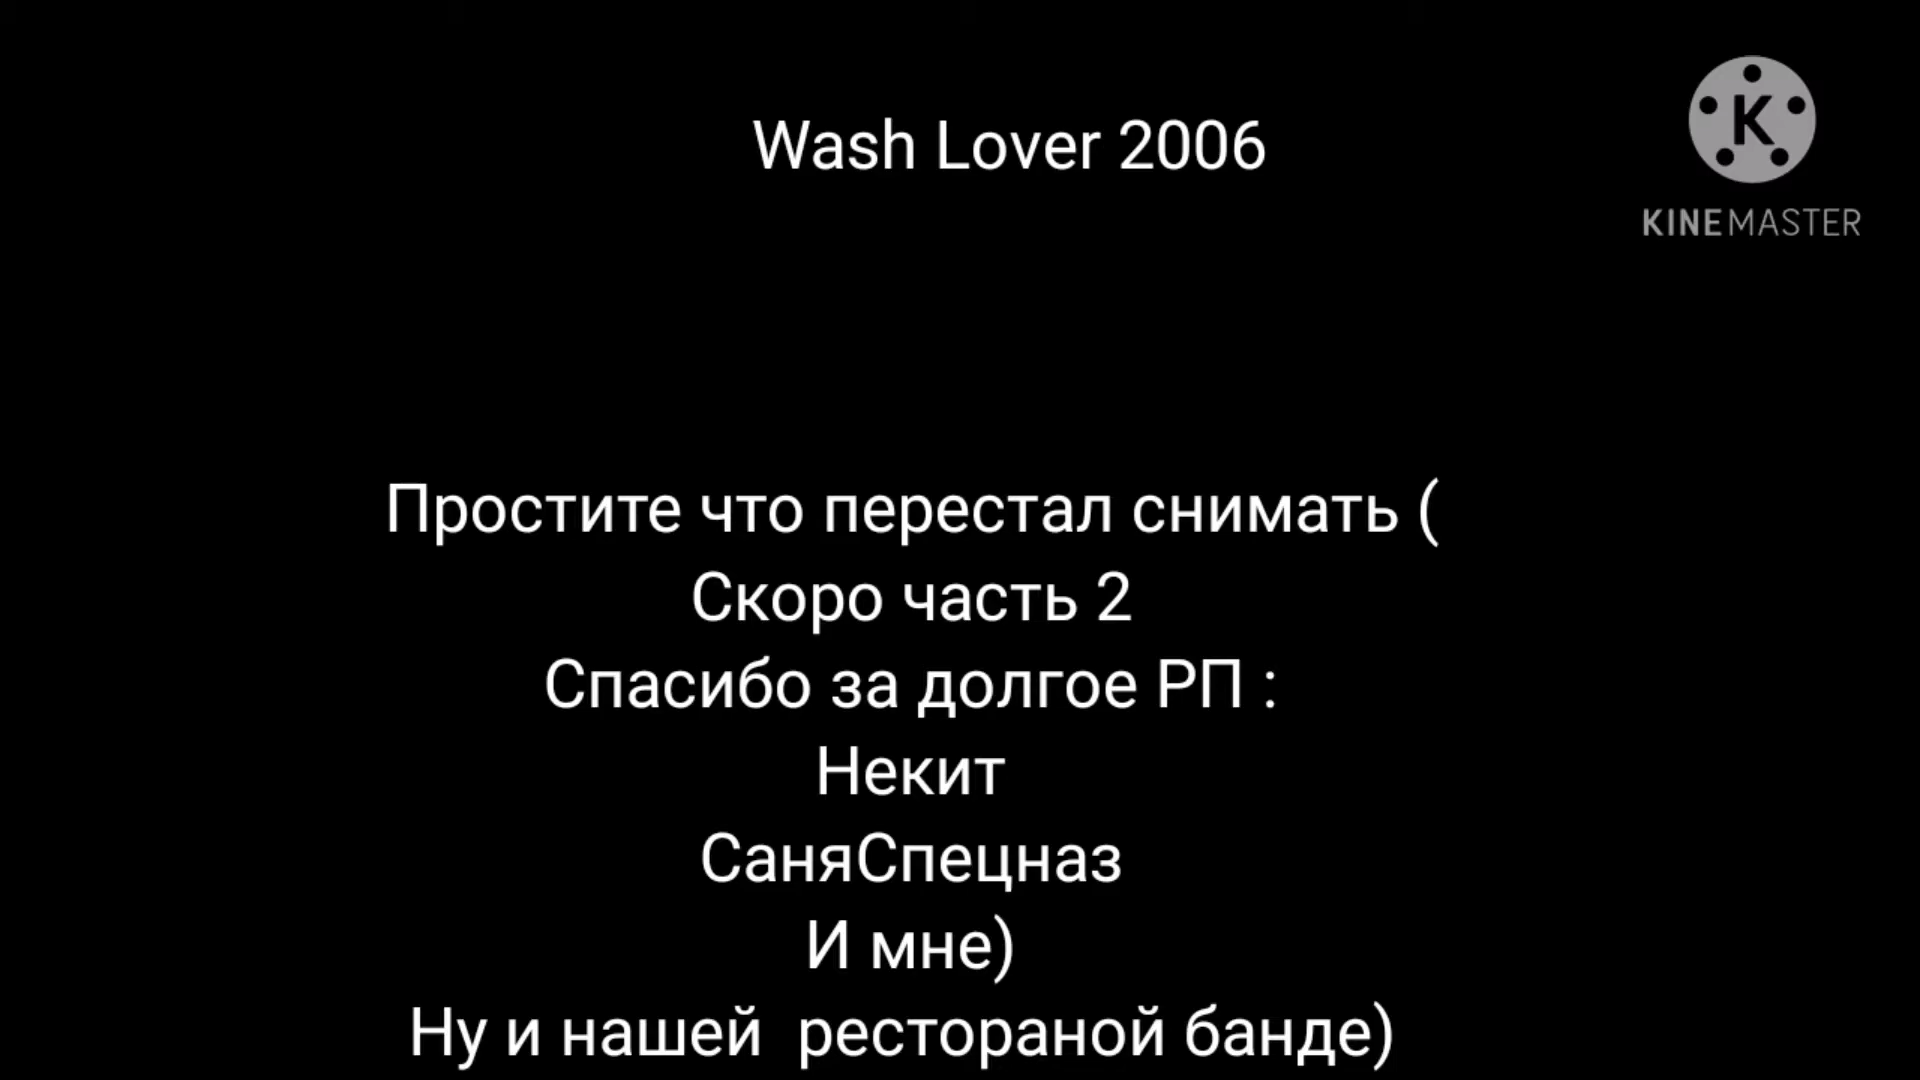 Wash Lover 2006
KINEMASTER
Простите что перестал снимать (
Скоро часть 2
Спасибо за долгое РП :
Некит
СаняСпецназ
И мне)
Ну и нашей  рестораной банде)